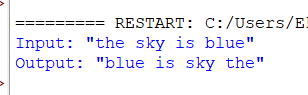 ========= RESTART: C:/Users/
Input: "the sky is blue"
Output: "blue is sky the"